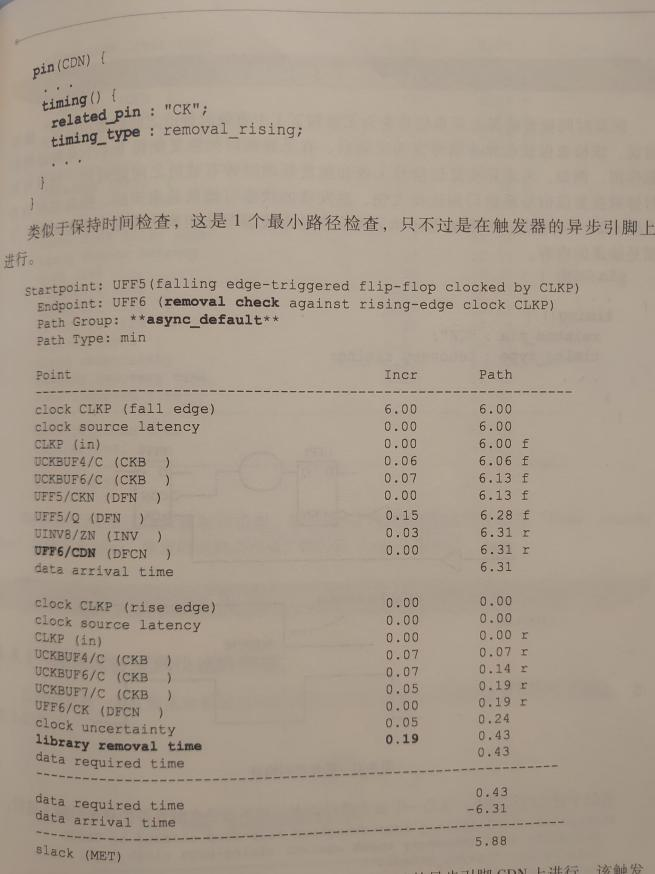 pin(CDN) {
. . .
timing() {
related_pin : "CK";
timing_type : removal_rising;
. . .
}
}
类似于保持时间检查，这是 1 个最小路径检查，只不过是在触发器的异步引脚上
进行。
Startpoint: UFF5(falling edge-triggered flip-flop clocked by CLKP)
Endpoint: UFF6 (removal check against rising-edge clock CLKP)
Path Group: **async_default**
Path Type: min
Point Incr Path
clock CLKP (fall edge) 6.00 6.00
clock source latency 0.00 6.00
CLKP (in) 0.00 6.00 f
UCKBUF4/C (CKB ) 0.06 6.06 f
UCKBUF6/C (CKB ) 0.07 6.13 f
UFF5/CKN (DFN ) 0.00 6.13 f
UFF5/Q (DFN ) 0.15 6.28 f
UINV8/ZN (INV ) 0.03 6.31 r
UFF6/CDN (DFCN ) 0.00 6.31 r
data arrival time 6.31
clock CLKP (rise edge) 0.00 0.00
clock source latency 0.00 0.00
CLKP (in) 0.00 0.00 r
UCKBUF4/C (CKB ) 0.07 0.07 r
UCKBUF6/C (CKB ) 0.07 0.14 r
UCKBUF7/C (CKB ) 0.05 0.19 r
UFF6/CK (DFCN ) 0.00 0.19 r
clock uncertainty 0.05 0.24
library removal time 0.19 0.43
data required time 0.43
data required time 0.43
data arrival time -6.31
slack (MET) 5.88
CDN 上进行，该触发